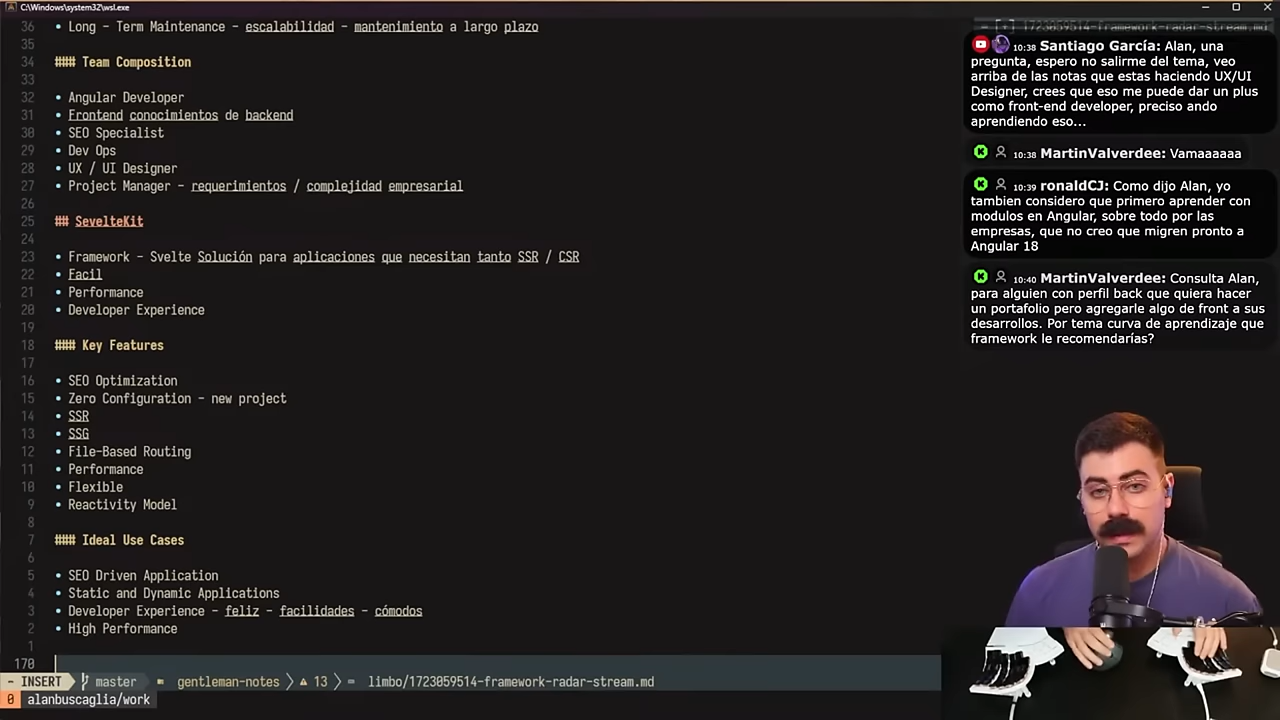 C:\Windows\system32\wsl.exe
36 • Long - Term Maintenance - escalabilidad - mantenimiento a largo plazo
35
34 ### Team Composition
33
32 • Angular Developer
31 • Frontend conocimientos de backend
30 • SEO Specialist
29 • Dev Ops
28 • UX / UI Designer
27 • Project Manager - requerimientos / complejidad empresarial
26
25 ## SevelteKit
24
23 • Framework - Svelte Solución para aplicaciones que necesitan tanto SSR / CSR
22 • Facil
21 • Performance
20 • Developer Experience
19
18 ### Key Features
17
16 • SEO Optimization
15 • Zero Configuration - new project
14 • SSR
13 • SSG
12 • File-Based Routing
11 • Performance
10 • Flexible
9 • Reactivity Model
8
7 ### Ideal Use Cases
6
5 • SEO Driven Application
4 • Static and Dynamic Applications
3 • Developer Experience - feliz - facilidades - cómodos
2 • High Performance
1
170
- INSERT master gentleman-notes 13 limbo/1723059514-framework-radar-stream.md
0 alanbuscaglia/work
[+] 1723059514-framework-radar-stream.md
10:38 Santiago García: Alan, una
pregunta, espero no salirme del tema, veo
arriba de las notas que estas haciendo UX/UI
Designer, crees que eso me puede dar un plus
como front-end developer, preciso ando
aprendiendo eso...
10:38 MartinValverdee: Vamaaaaaa
10:39 ronaldCJ: Como dijo Alan, yo
tambien considero que primero aprender con
modulos en Angular, sobre todo por las
empresas, que no creo que migren pronto a
Angular 18
10:40 MartinValverdee: Consulta Alan,
para alguien con perfil back que quiera hacer
un portafolio pero agregarle algo de front a sus
desarrollos. Por tema curva de aprendizaje que
framework le recomendarías?